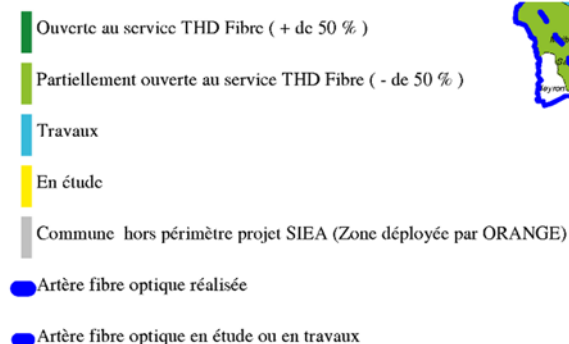 Ouverte au service THD Fibre ( + de 50 % )
Partiellement ouverte au service THD Fibre ( - de 50 % )
Travaux
En étude
Commune hors périmètre projet SIEA (Zone déployée par ORANGE)
Artère fibre optique réalisée
Artère fibre optique en étude ou en travaux